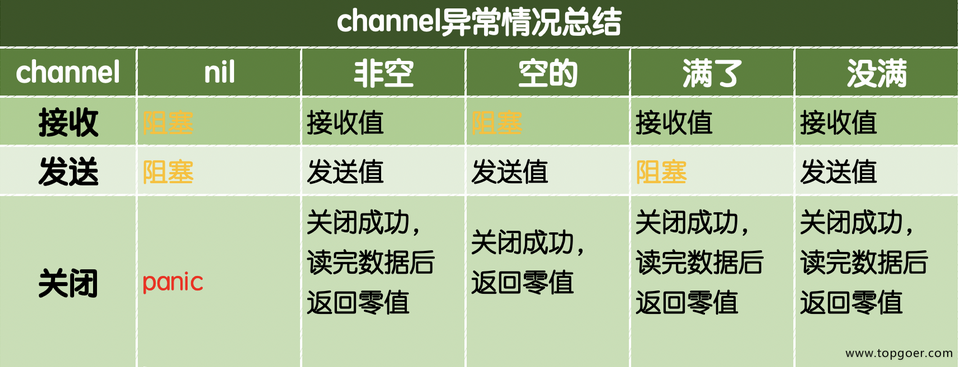 channel异常情况总结
channel nil 非空 空的 满了 没满
接收 阻塞 接收值 阻塞 接收值 接收值
发送 阻塞 发送值 发送值 阻塞 发送值
关闭 panic 关闭成功，读完数据后返回零值 关闭成功，返回零值 关闭成功，读完数据后返回零值 关闭成功，读完数据后返回零值
www.topgoer.com